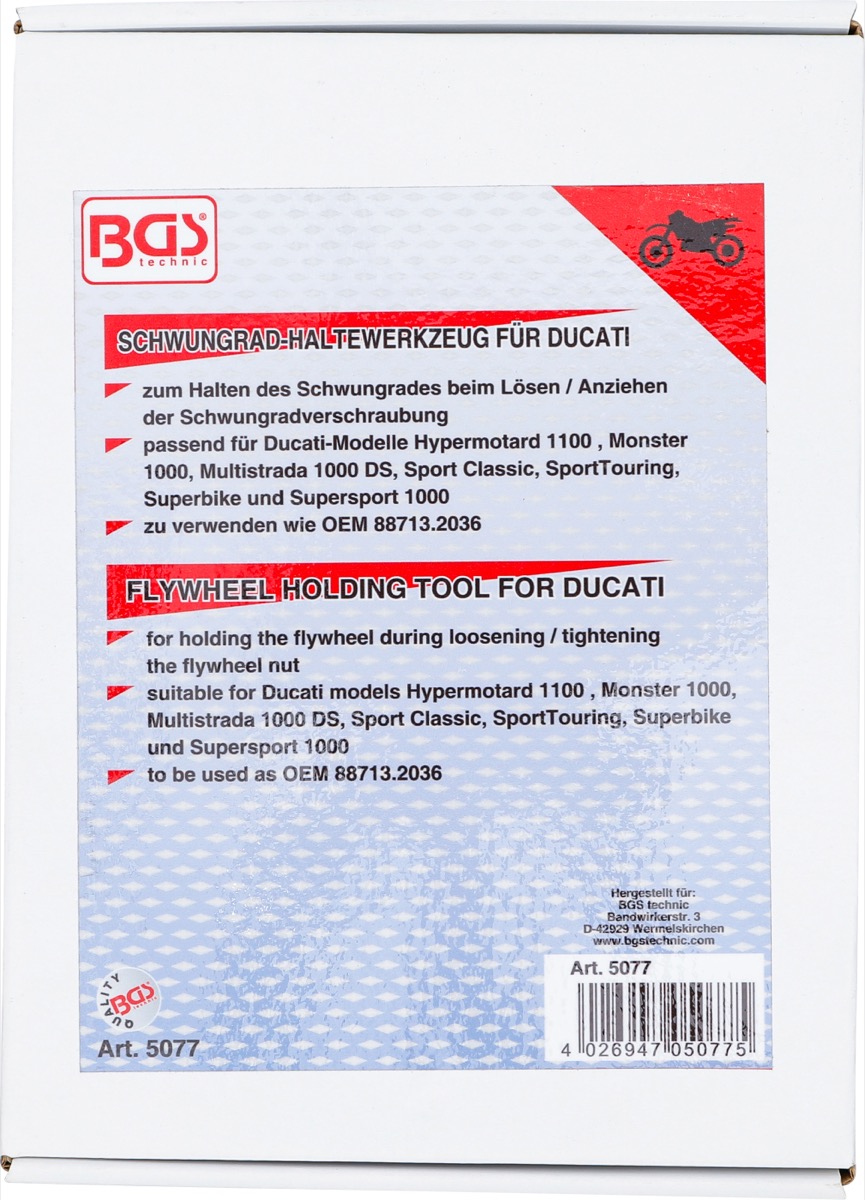 BGS®
technic
SCHWUNGRAD-HALTEWERKZEUG FÜR DUCATI
zum Halten des Schwungrades beim Lösen / Anziehen
der Schwungradverschraubung
passend für Ducati-Modelle Hypermotard 1100 , Monster
1000, Multistrada 1000 DS, Sport Classic, SportTouring,
Superbike und Supersport 1000
zu verwenden wie OEM 88713.2036
FLYWHEEL HOLDING TOOL FOR DUCATI
for holding the flywheel during loosening / tightening
the flywheel nut
suitable for Ducati models Hypermotard 1100 , Monster 1000,
Multistrada 1000 DS, Sport Classic, SportTouring, Superbike
und Supersport 1000
to be used as OEM 88713.2036
Hergestellt für:
BGS technic
Bandwirkerstr. 3
D-42929 Wermelskirchen
www.bgstechnic.com
Art. 5077
4 026947 050775
QUALITY
BGS
technic
Art. 5077